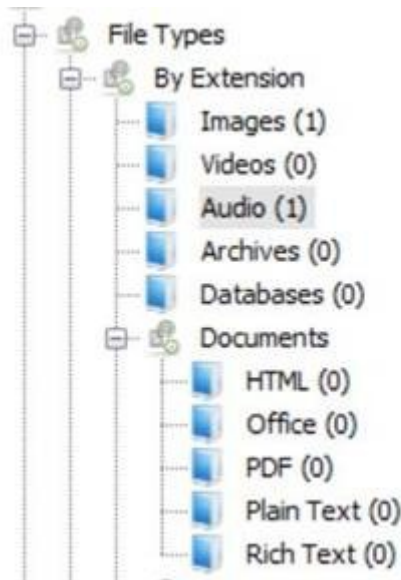 File Types
By Extension
Images (1)
Videos (0)
Audio (1)
Archives (0)
Databases (0)
Documents
HTML (0)
Office (0)
PDF (0)
Plain Text (0)
Rich Text (0)